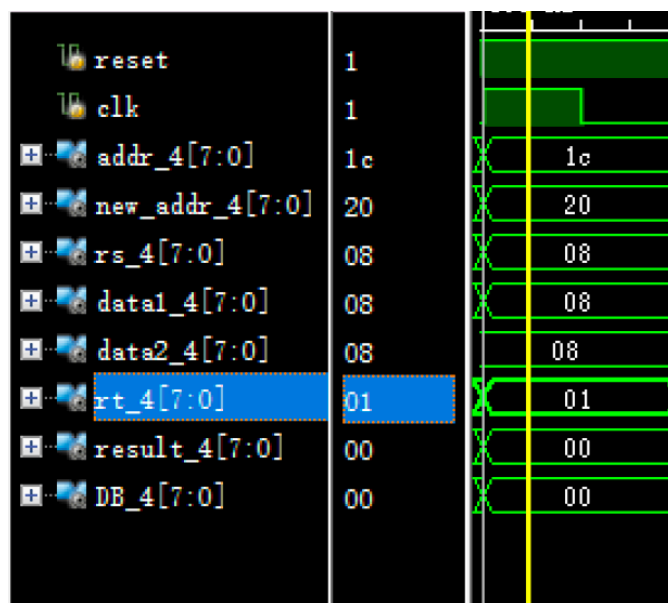 reset 1
clk 1
addr_4[7:0] 1c 1c
new_addr_4[7:0] 20 20
rs_4[7:0] 08 08
data1_4[7:0] 08 08
data2_4[7:0] 08 08
rt_4[7:0] 01 01
result_4[7:0] 00 00
DB_4[7:0] 00 00